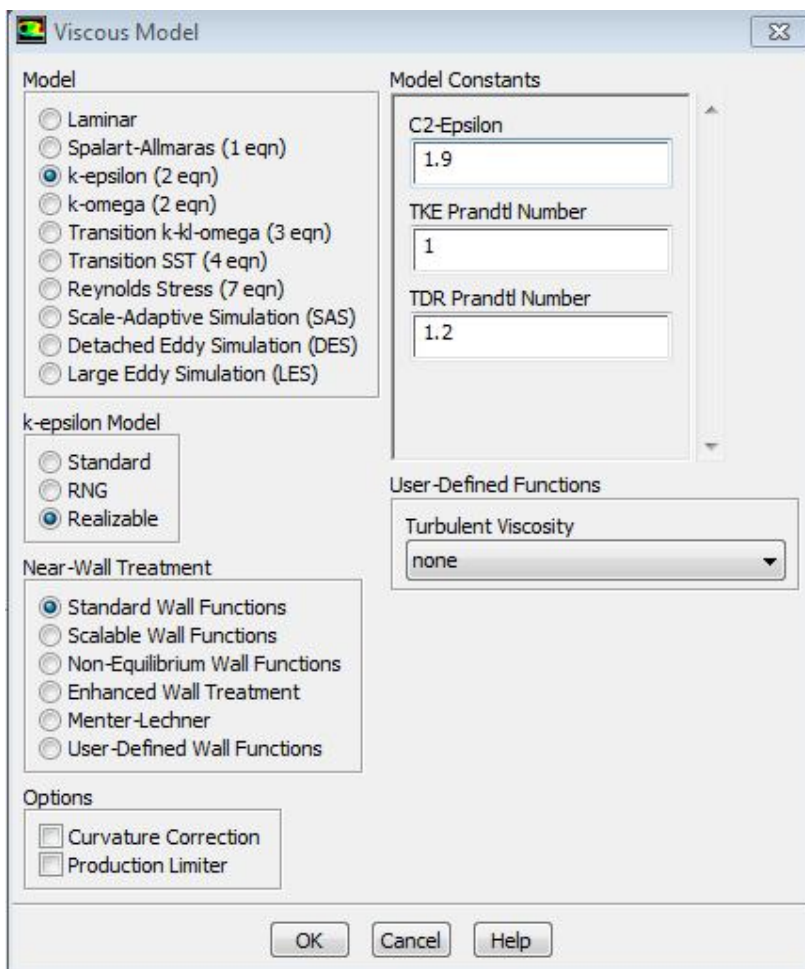 Viscous Model
Model
Laminar
Spalart-Allmaras (1 eqn)
k-epsilon (2 eqn)
k-omega (2 eqn)
Transition k-kl-omega (3 eqn)
Transition SST (4 eqn)
Reynolds Stress (7 eqn)
Scale-Adaptive Simulation (SAS)
Detached Eddy Simulation (DES)
Large Eddy Simulation (LES)
k-epsilon Model
Standard
RNG
Realizable
Near-Wall Treatment
Standard Wall Functions
Scalable Wall Functions
Non-Equilibrium Wall Functions
Enhanced Wall Treatment
Menter-Lechner
User-Defined Wall Functions
Options
Curvature Correction
Production Limiter
Model Constants
C2-Epsilon
1.9
TKE Prandtl Number
1
TDR Prandtl Number
1.2
User-Defined Functions
Turbulent Viscosity
none
OK
Cancel
Help